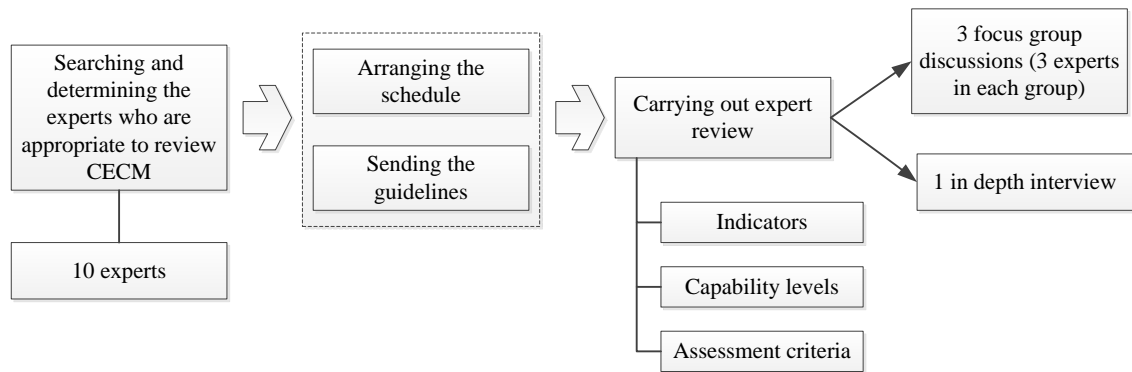 Searching and
determining the
experts who are
appropriate to review
CECM
10 experts
Arranging the
schedule
Sending the
guidelines
Carrying out expert
review
Indicators
Capability levels
Assessment criteria
3 focus group
discussions (3 experts
in each group)
1 in depth interview